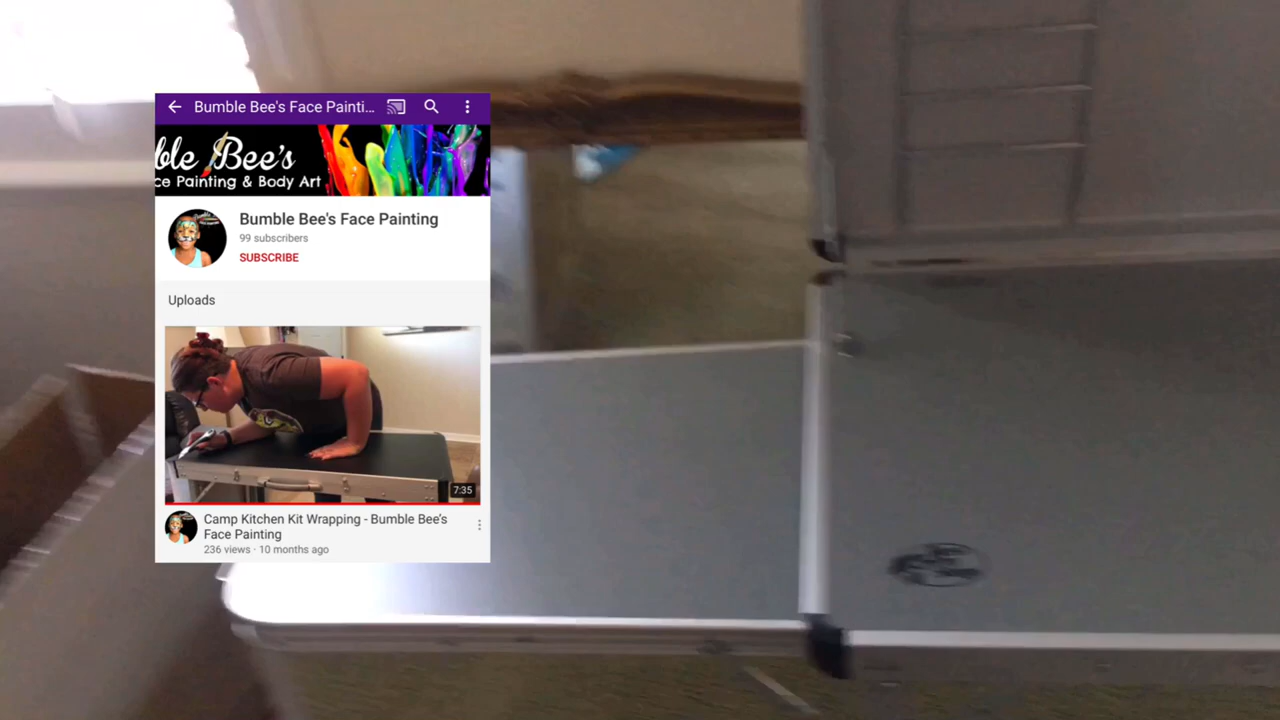 Bumble Bee's Face Painti...
ble Bee's
ce Painting & Body Art
Bumble Bee's Face Painting
99 subscribers
SUBSCRIBE
Uploads
7:35
Camp Kitchen Kit Wrapping - Bumble Bee's
Face Painting
236 views · 10 months ago